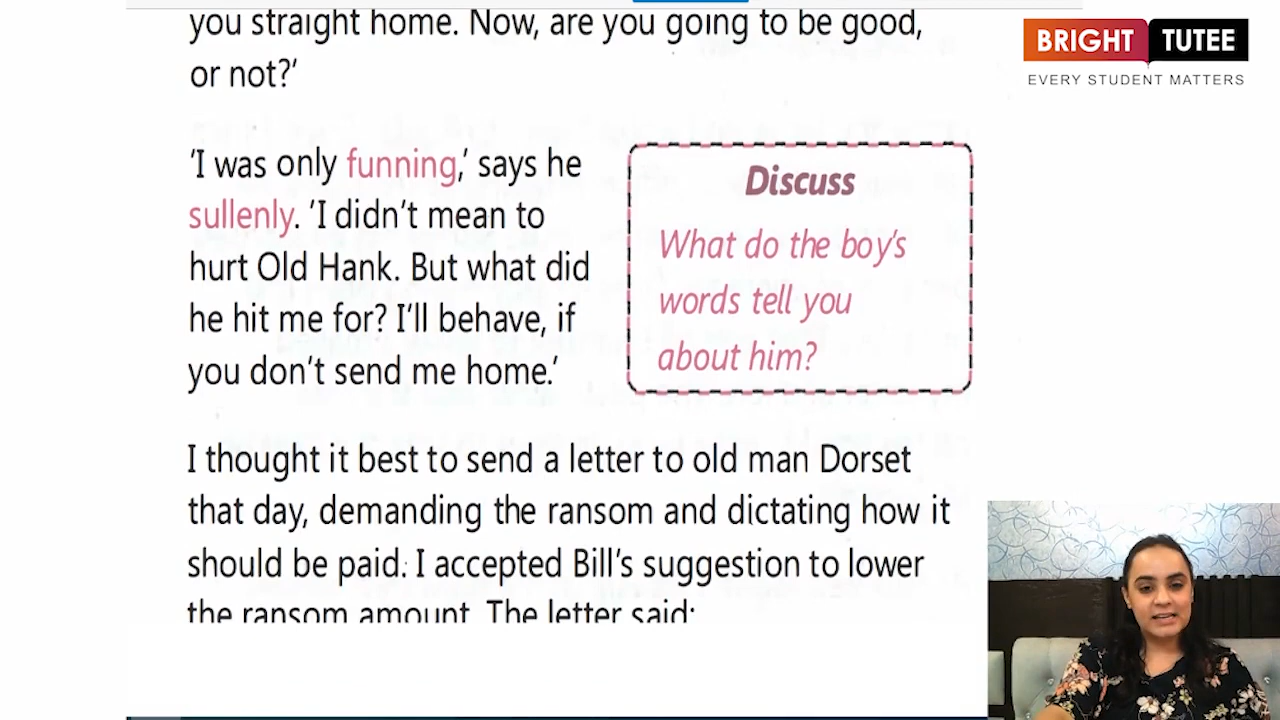 you straight home. Now, are you going to be good,
or not?'
'I was only funning,' says he
sullenly. 'I didn't mean to
hurt Old Hank. But what did
he hit me for? I'll behave, if
you don't send me home.'
Discuss
What do the boy's
words tell you
about him?
I thought it best to send a letter to old man Dorset
that day, demanding the ransom and dictating how it
should be paid. I accepted Bill's suggestion to lower
the ransom amount. The letter said:
BRIGHT TUTEE
EVERY STUDENT MATTERS